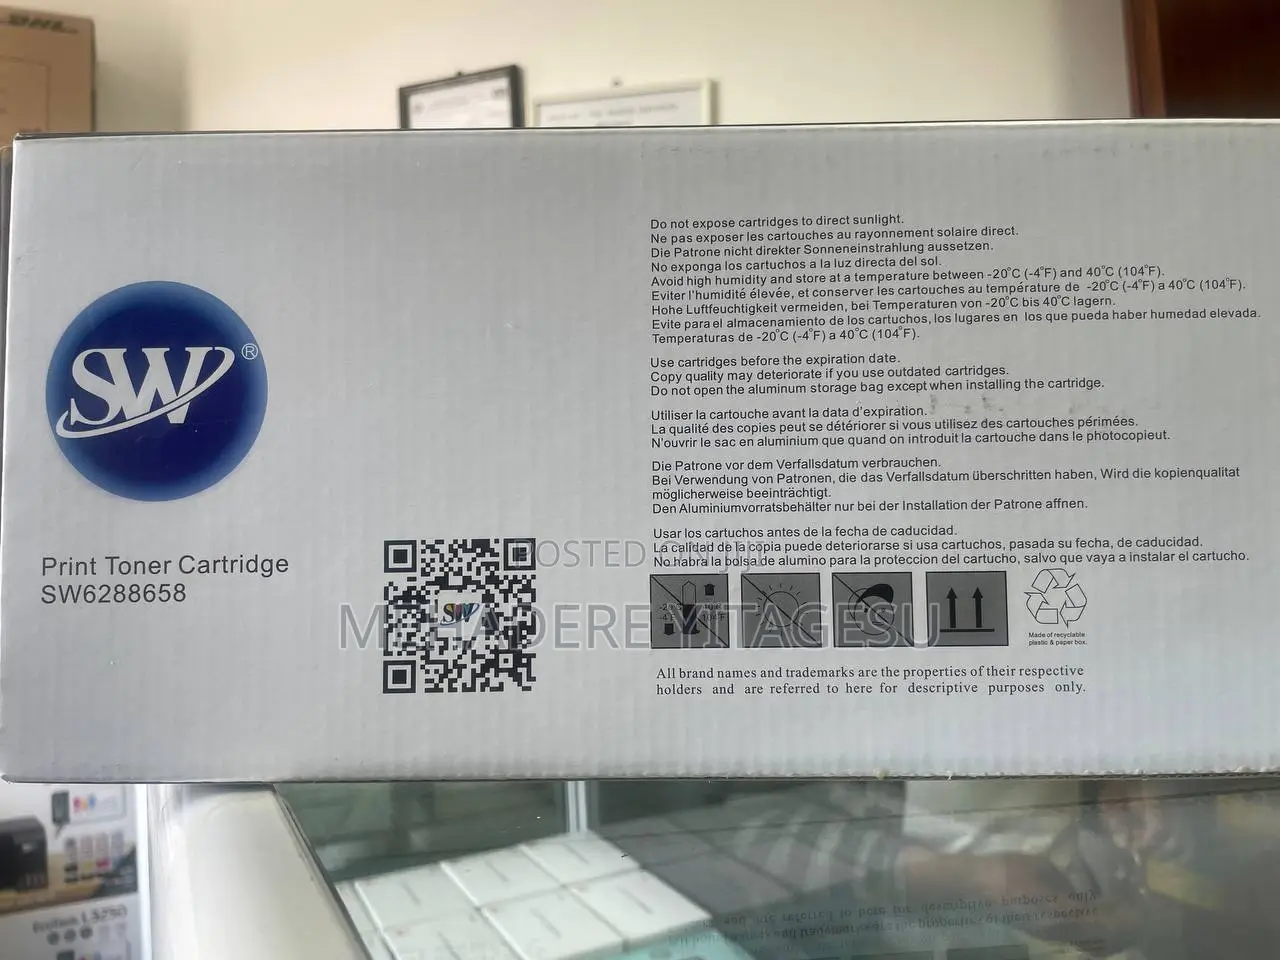 DHL
SW®
Print Toner Cartridge
SW6288658
SW
Do not expose cartridges to direct sunlight.
Ne pas exposer les cartouches au rayonnement solaire direct.
Die Patrone nicht direkter Sonneneinstrahlung aussetzen.
No exponga los cartuchos a la luz directa del sol.
Avoid high humidity and store at a temperature between -20°C (-4°F) and 40°C (104°F).
Eviter l'humidité élevée, et conserver les cartouches au température de -20°C (-4°F) a 40°C (104°F).
Hohe Luftfeuchtigkeit vermeiden, bei Temperaturen von -20°C bis 40°C lagern.
Evite para el almacenamiento de los cartuchos, los lugares en los que pueda haber humedad elevada.
Temperaturas de -20°C (-4°F) a 40°C (104°F).
Use cartridges before the expiration date.
Copy quality may deteriorate if you use outdated cartridges.
Do not open the aluminum storage bag except when installing the cartridge.
Utiliser la cartouche avant la data d'expiration.
La qualité des copies peut se détériorer si vous utilisez des cartouches périmées.
N'ouvrir le sac en aluminium que quand on introduit la cartouche dans le photocopieut.
Die Patrone vor dem Verfallsdatum verbrauchen.
Bei Verwendung von Patronen, die das Verfallsdatum überschritten haben, Wird die kopienqualitat
möglicherweise beeinträchtigt.
Den Aluminiumvorratsbehälter nur bei der Installation der Patrone affnen.
Usar los cartuchos antes de la fecha de caducidad.
La calidad de la copia puede deteriorarse si usa cartuchos, pasada su fecha, de caducidad.
No habra la bolsa de alumino para la proteccion del cartucho, salvo que vaya a instalar el cartucho.
Made of recyclable
plastic & paper box.
All brand names and trademarks are the properties of their respective
holders and are referred to here for descriptive purposes only.
POSTED ON JIJI
EcoTank L3250